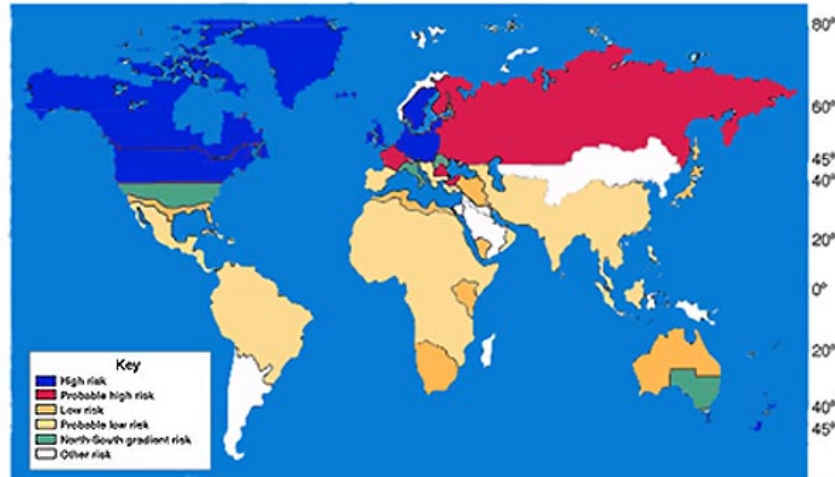 80°
60°
45°
40°
20°
0°
20°
40°
45°
Key
High risk
Probable high risk
Low risk
Probable low risk
North-South gradient risk
Other risk